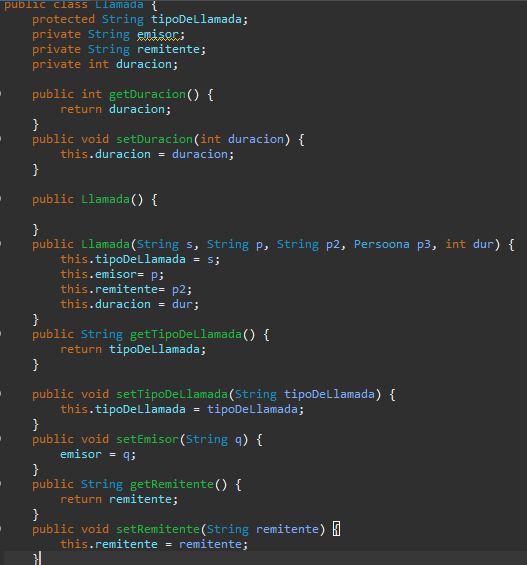 public class Llamada {
protected String tipoDeLlamada;
private String emisor;
private String remitente;
private int duracion;
public int getDuracion() {
return duracion;
}
public void setDuracion(int duracion) {
this.duracion = duracion;
}
public Llamada() {
}
public Llamada(String s, String p, String p2, Persoona p3, int dur) {
this.tipoDeLlamada = s;
this.emisor= p;
this.remitente= p2;
this.duracion = dur;
}
public String getTipoDeLlamada() {
return tipoDeLlamada;
}
public void setTipoDeLlamada(String tipoDeLlamada) {
this.tipoDeLlamada = tipoDeLlamada;
}
public void setEmisor(String q) {
emisor = q;
}
public String getRemitente() {
return remitente;
}
public void setRemitente(String remitente) {
this.remitente = remitente;
}